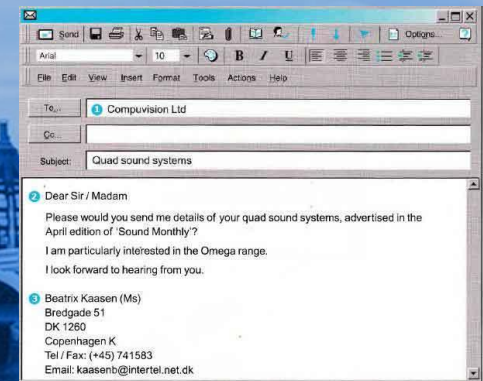 Send
Options...
Arial
10
B I U
File Edit View Insert Format Tools Actions Help
To...
1 Compuvision Ltd
Cc...
Subject:
Quad sound systems
2 Dear Sir / Madam
Please would you send me details of your quad sound systems, advertised in the
April edition of 'Sound Monthly'?
I am particularly interested in the Omega range.
I look forward to hearing from you.
3 Beatrix Kaasen (Ms)
Bredgade 51
DK 1260
Copenhagen K
Tel / Fax: (+45) 741583
Email: kaasenb@intertel.net.dk